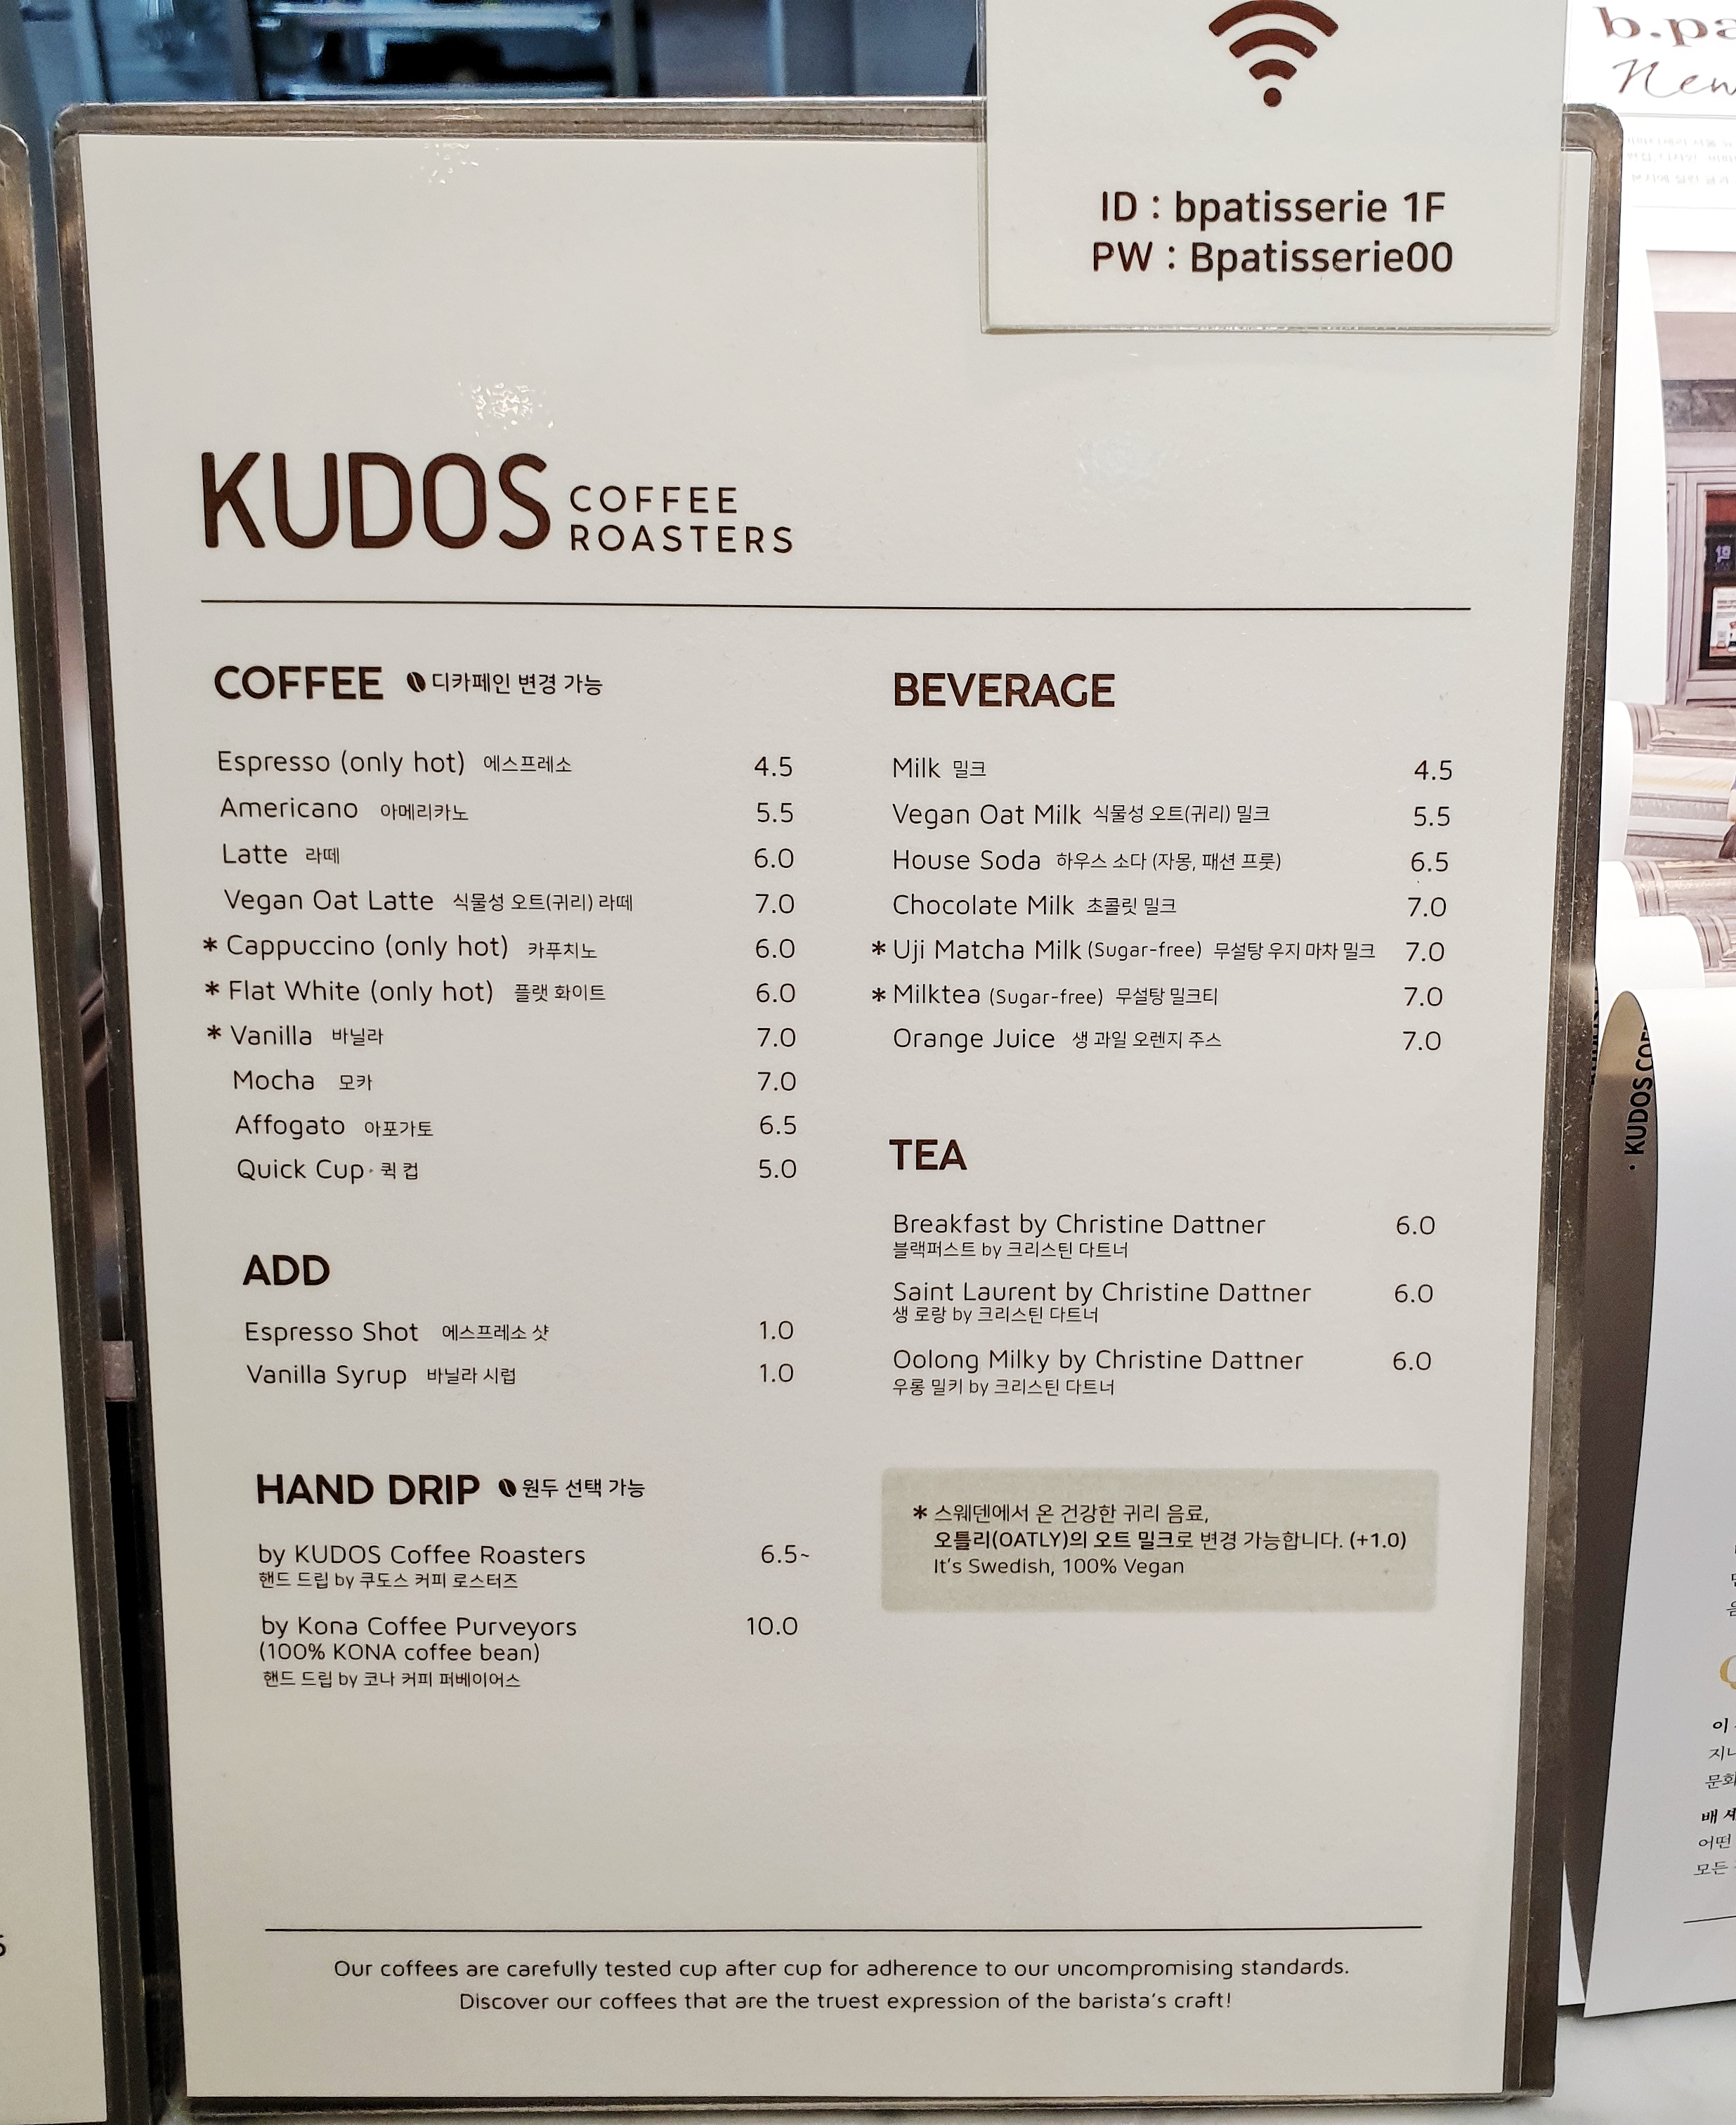 b.pa
New
ID : bpatisserie 1F
PW : Bpatisserie00
KUDOS COFFEE
ROASTERS
COFFEE 디카페인 변경 가능
Espresso (only hot) 에스프레소 4.5
Americano 아메리카노 5.5
Latte 라떼 6.0
Vegan Oat Latte 식물성 오트(귀리) 라떼 7.0
* Cappuccino (only hot) 카푸치노 6.0
* Flat White (only hot) 플랫 화이트 6.0
* Vanilla 바닐라 7.0
Mocha 모카 7.0
Affogato 아포가토 6.5
Quick Cup · 퀵 컵 5.0
ADD
Espresso Shot 에스프레소 샷 1.0
Vanilla Syrup 바닐라 시럽 1.0
HAND DRIP 원두 선택 가능
by KUDOS Coffee Roasters 6.5~
핸드 드립 by 쿠도스 커피 로스터즈
by Kona Coffee Purveyors 10.0
(100% KONA coffee bean)
핸드 드립 by 코나 커피 퍼베이어스
BEVERAGE
Milk 밀크 4.5
Vegan Oat Milk 식물성 오트(귀리) 밀크 5.5
House Soda 하우스 소다 (자몽, 패션 프룻) 6.5
Chocolate Milk 초콜릿 밀크 7.0
* Uji Matcha Milk (Sugar-free) 무설탕 우지 마차 밀크 7.0
* Milktea (Sugar-free) 무설탕 밀크티 7.0
Orange Juice 생 과일 오렌지 주스 7.0
TEA
Breakfast by Christine Dattner 6.0
블랙퍼스트 by 크리스틴 다트너
Saint Laurent by Christine Dattner 6.0
생 로랑 by 크리스틴 다트너
Oolong Milky by Christine Dattner 6.0
우롱 밀키 by 크리스틴 다트너
* 스웨덴에서 온 건강한 귀리 음료,
오틀리(OATLY)의 오트 밀크로 변경 가능합니다. (+1.0)
It's Swedish, 100% Vegan
Our coffees are carefully tested cup after cup for adherence to our uncompromising standards.
Discover our coffees that are the truest expression of the barista's craft!
· KUDOS COF
이
지나
문화
배 세
어떤
모든